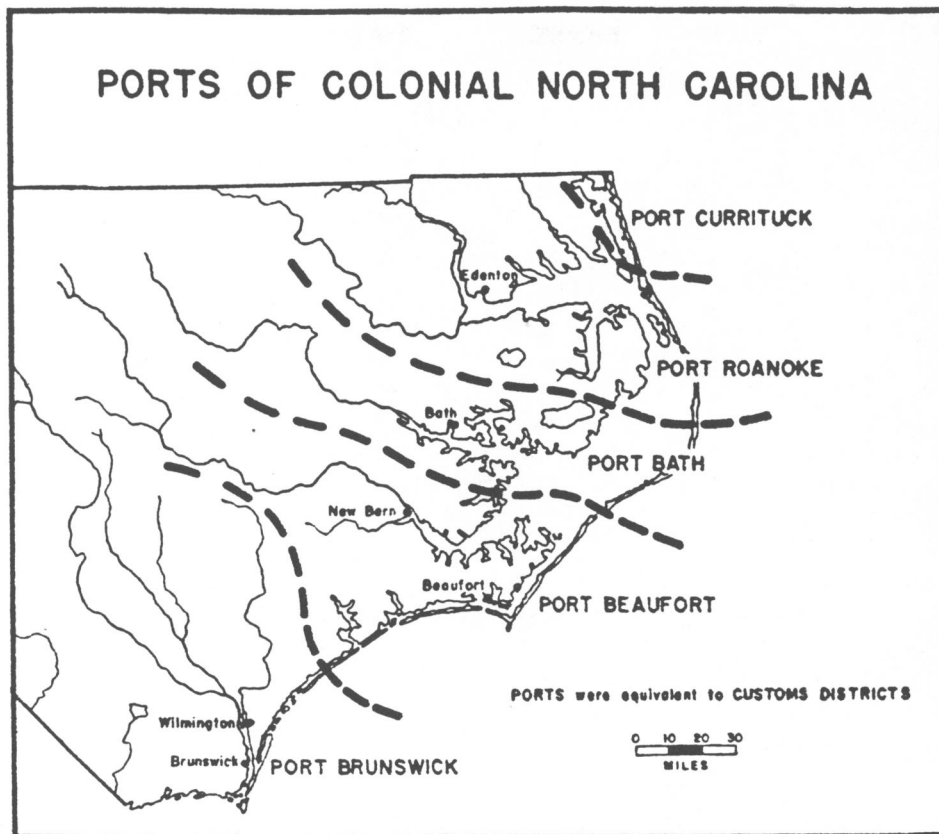 PORTS OF COLONIAL NORTH CAROLINA
PORT CURRITUCK
Edenton
PORT ROANOKE
Bath
PORT BATH
New Bern
Beaufort
PORT BEAUFORT
PORTS were equivalent to CUSTOMS DISTRICTS
Wilmington
0 10 20 30
MILES
Brunswick
PORT BRUNSWICK